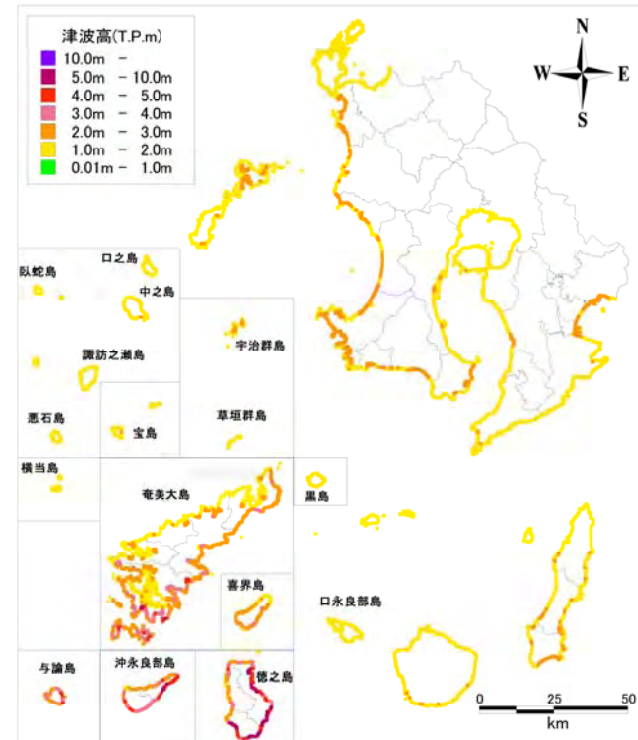 津波高(T.P.m)
10.0m -
5.0m - 10.0m
4.0m - 5.0m
3.0m - 4.0m
2.0m - 3.0m
1.0m - 2.0m
0.01m - 1.0m
N
W E
S
口之島
臥蛇島
中之島
諏訪之瀬島
宇治群島
悪石島
宝島
草垣群島
横当島
奄美大島
黒島
喜界島
口永良部島
与論島
沖永良部島
徳之島
0 12.5 25 50
km